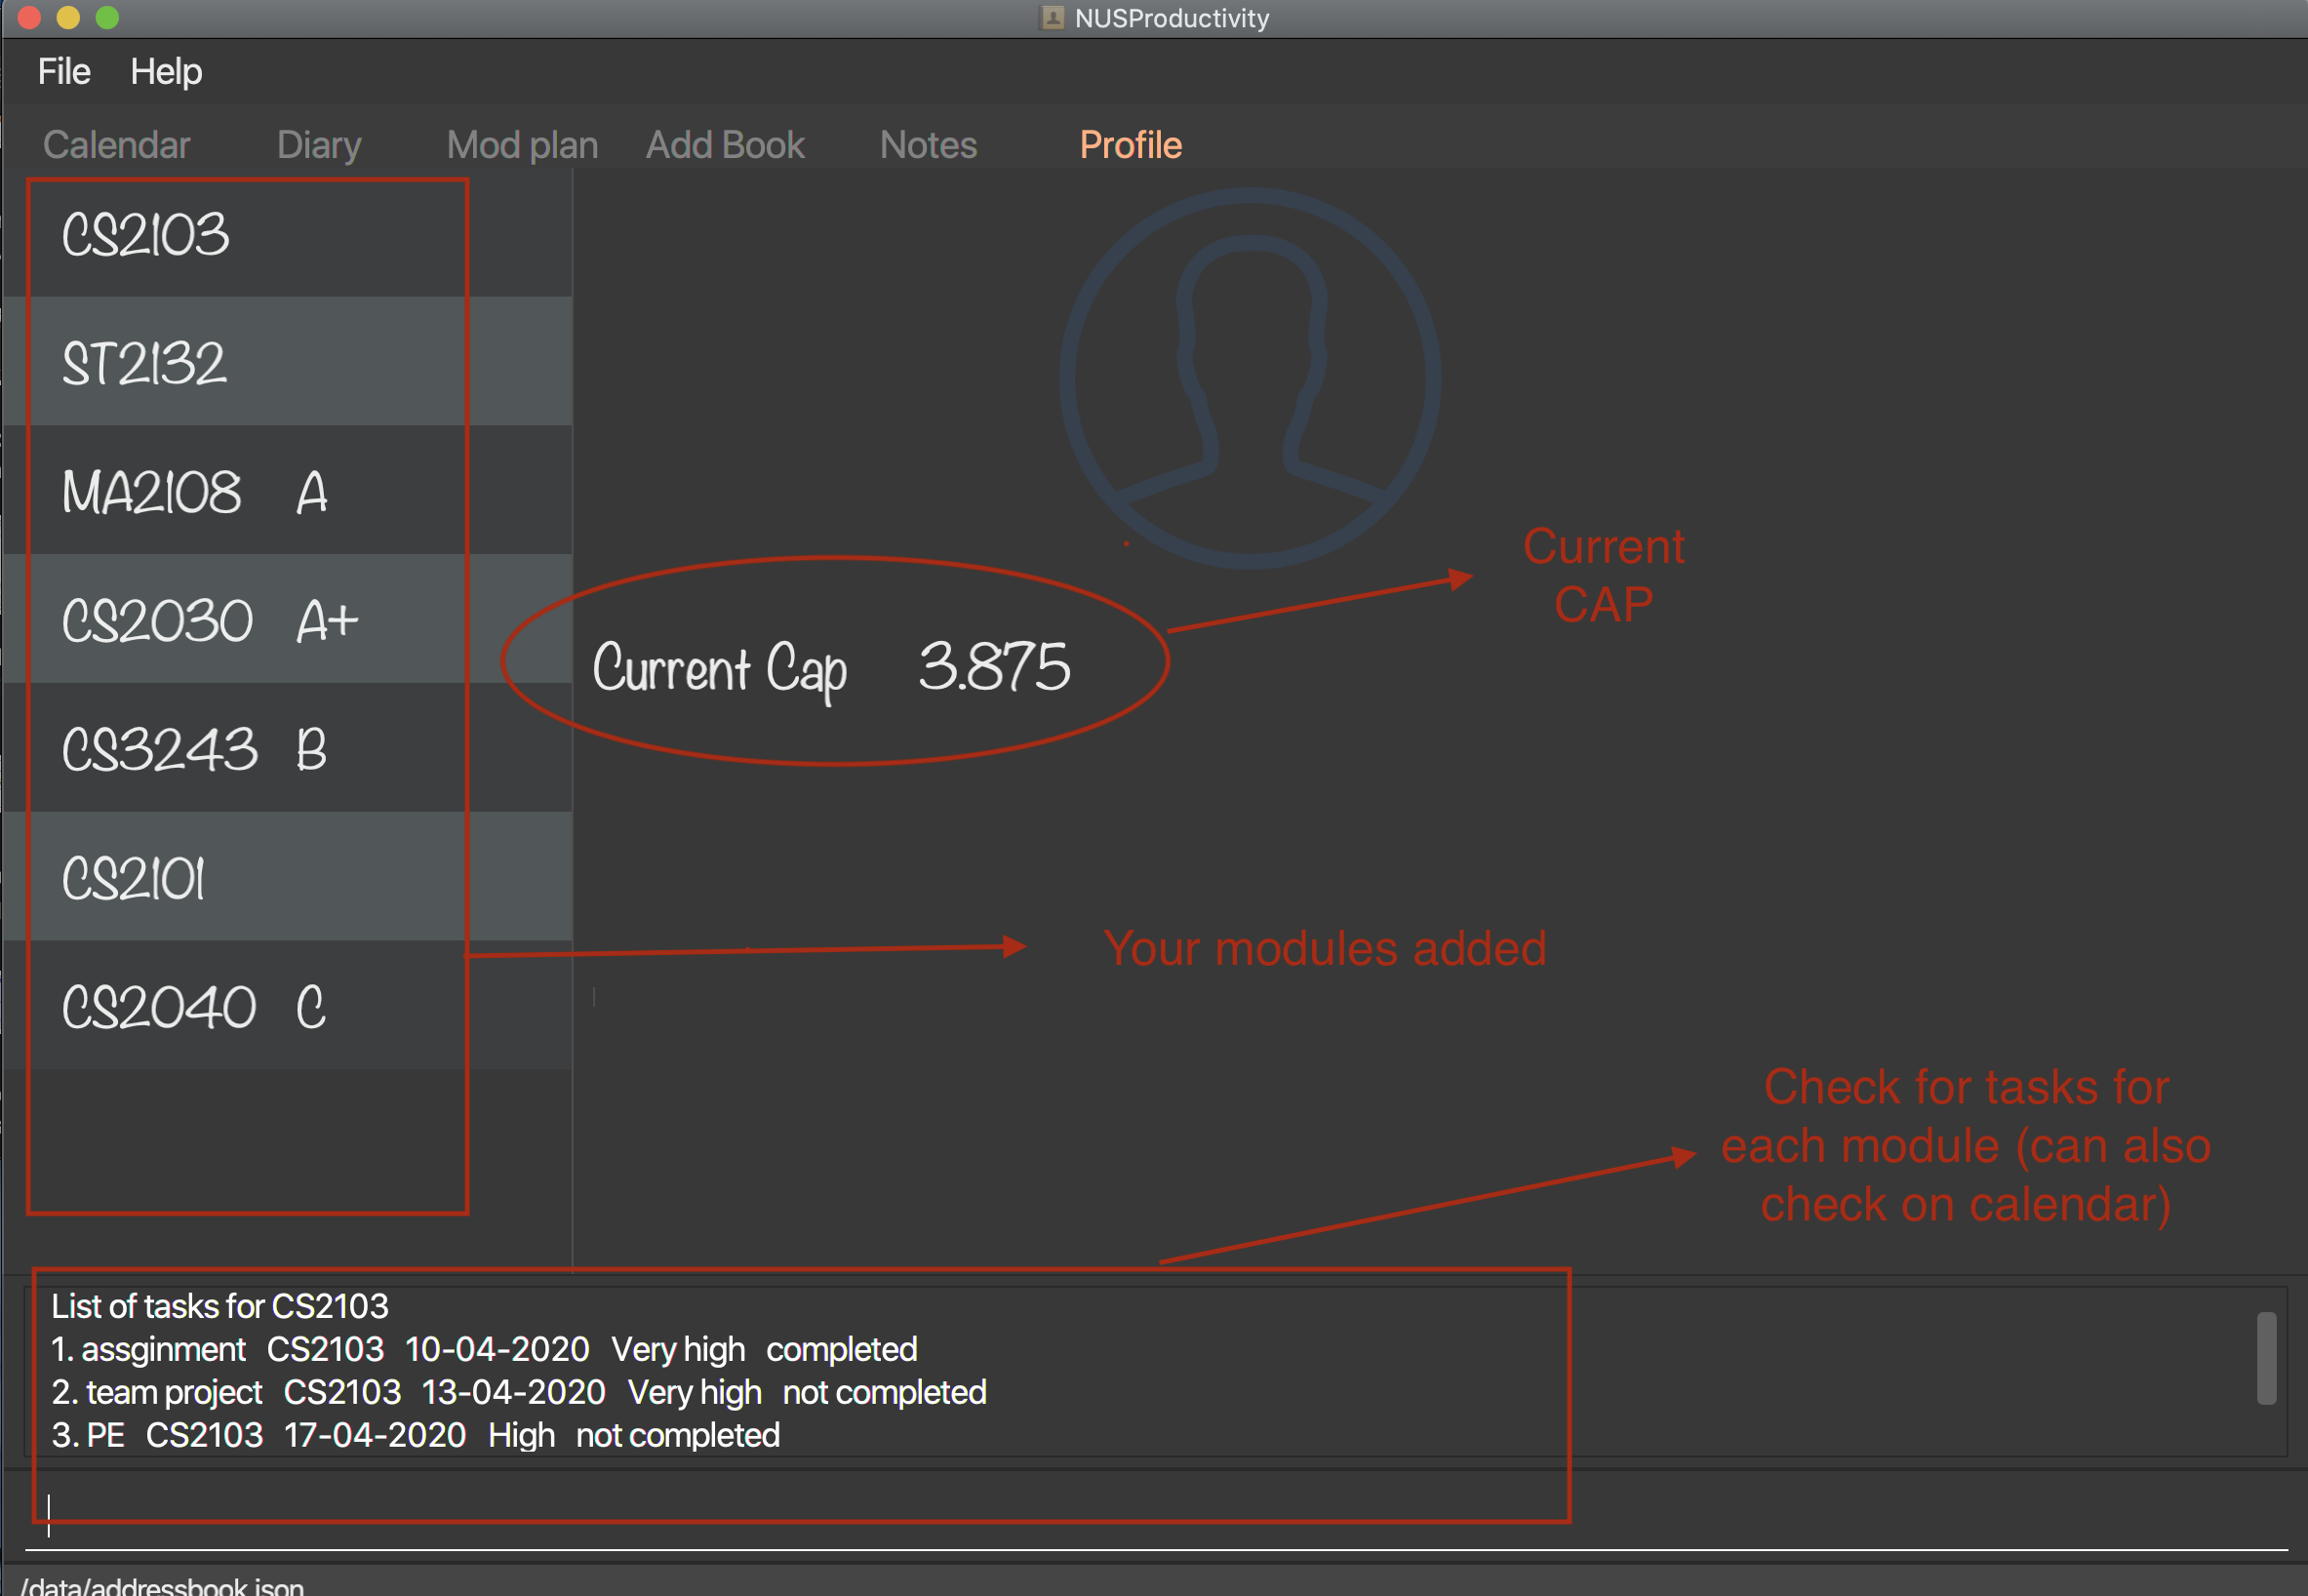 NUSProductivity
File Help
Calendar Diary Mod plan Add Book Notes Profile
CS2103
ST2132
MA2108 A
CS2030 A+
CS3243 B
CS2101
CS2040 C
Current Cap 3.875
Current
CAP
Your modules added
Check for tasks for
each module (can also
check on calendar)
List of tasks for CS2103
1. assginment CS2103 10-04-2020 Very high completed
2. team project CS2103 13-04-2020 Very high not completed
3. PE CS2103 17-04-2020 High not completed
/data/addressbook.json